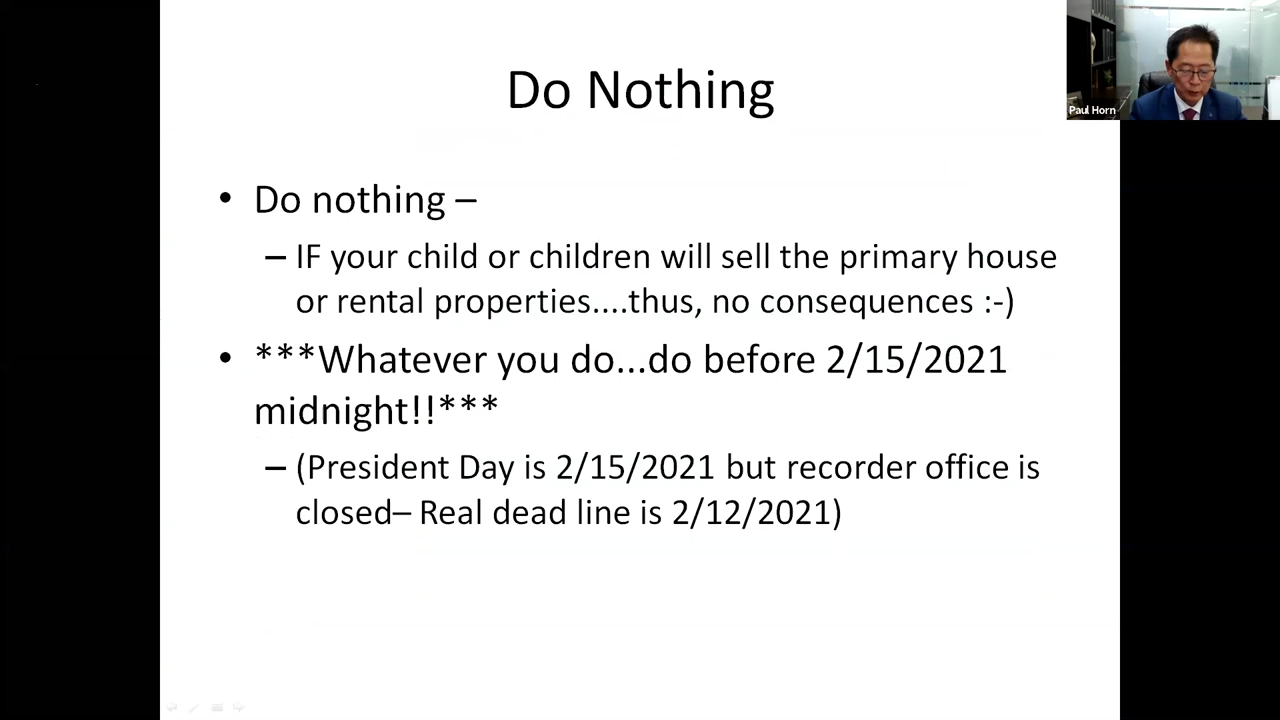 Do Nothing
Paul Horn
• Do nothing –
– IF your child or children will sell the primary house
or rental properties....thus, no consequences :-)
• ***Whatever you do...do before 2/15/2021
midnight!!***
– (President Day is 2/15/2021 but recorder office is
closed– Real dead line is 2/12/2021)